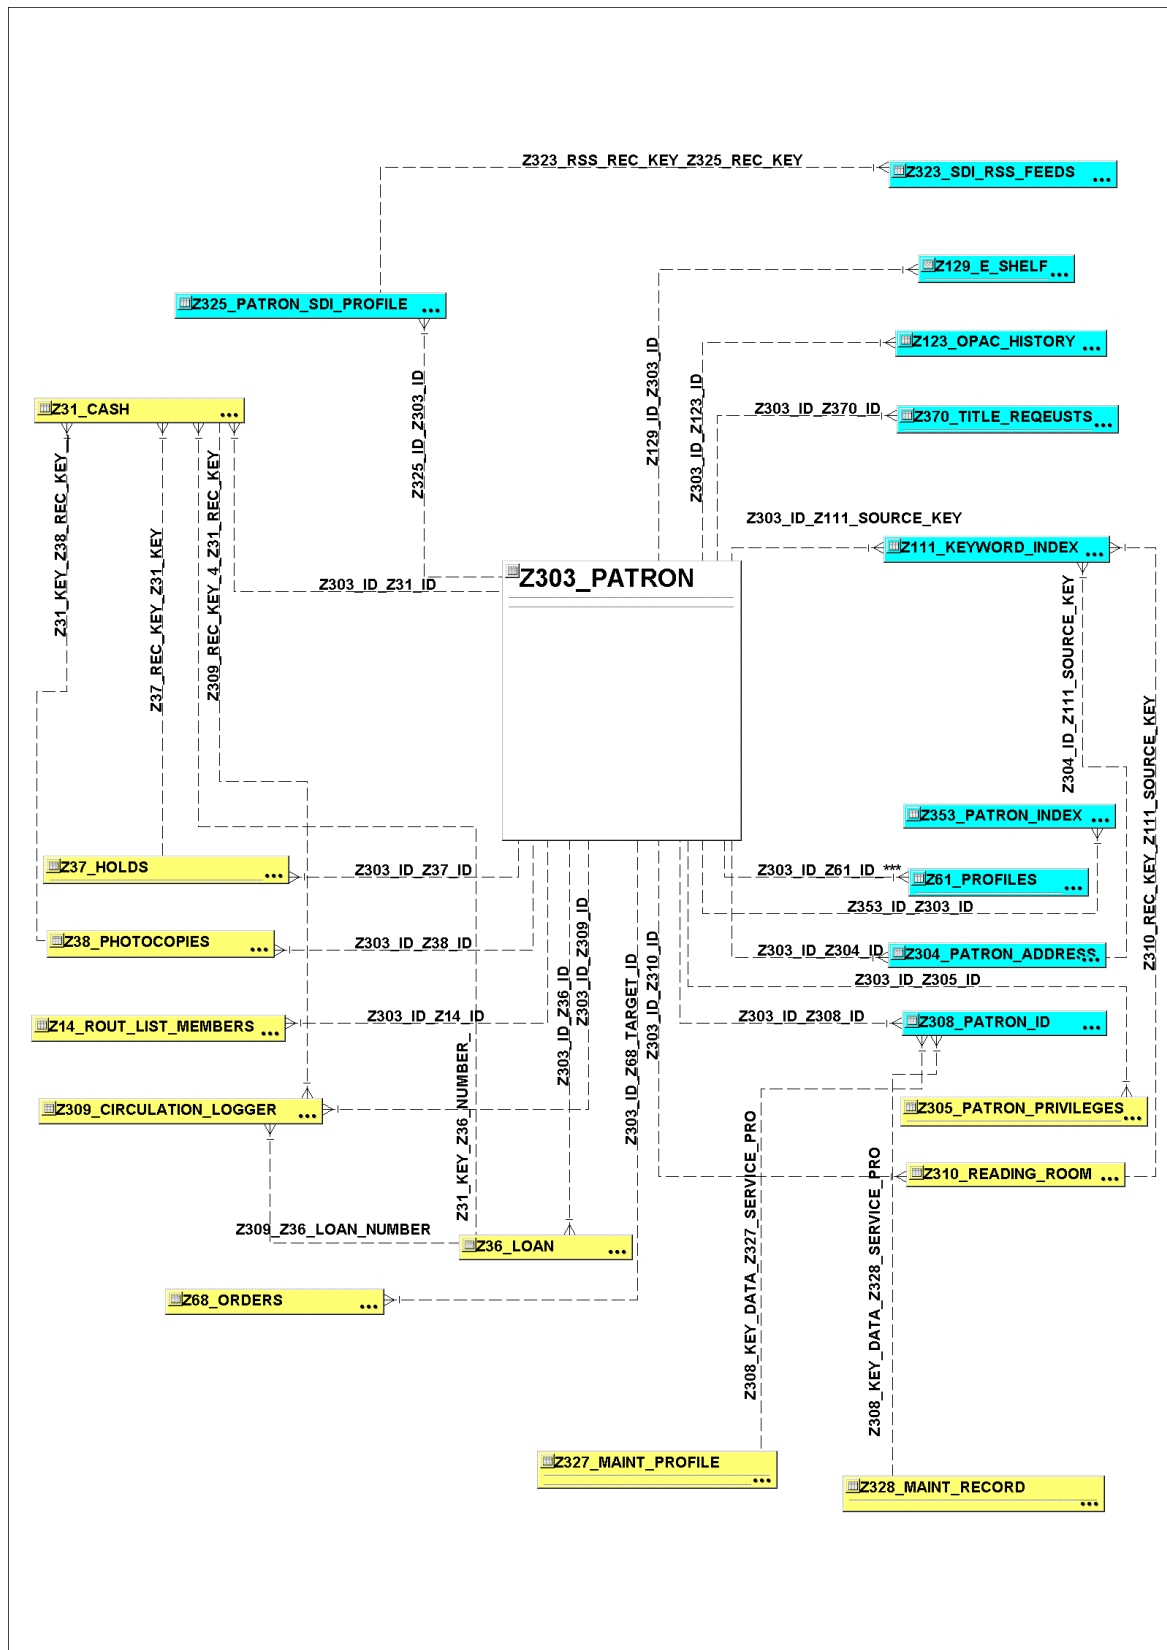 Z323_RSS_REC_KEY_Z325_REC_KEY
Z323_SDI_RSS_FEEDS
Z129_E_SHELF
Z325_PATRON_SDI_PROFILE
Z123_OPAC_HISTORY
Z129_ID_Z303_ID
Z303_ID_Z123_ID
Z325_ID_Z303_ID
Z31_CASH
Z303_ID_Z370_ID
Z370_TITLE_REQEUSTS
Z31_KEY_Z38_REC_KEY
Z37_REC_KEY_Z31_KEY
Z309_REC_KEY_4_Z31_REC_KEY
Z303_ID_Z111_SOURCE_KEY
Z111_KEYWORD_INDEX
Z303_ID_Z31_ID
Z303_PATRON
Z304_ID_Z111_SOURCE_KEY
Z310_REC_KEY_Z111_SOURCE_KEY
Z353_PATRON_INDEX
Z37_HOLDS
Z303_ID_Z37_ID
Z303_ID_Z61_ID_***
Z61_PROFILES
Z353_ID_Z303_ID
Z38_PHOTOCOPIES
Z303_ID_Z38_ID
Z303_ID_Z304_ID
Z304_PATRON_ADDRESS
Z303_ID_Z36_ID
Z303_ID_Z309_ID
Z303_ID_Z68_TARGET_ID
Z303_ID_Z310_ID
Z303_ID_Z305_ID
Z14_ROUT_LIST_MEMBERS
Z303_ID_Z14_ID
Z303_ID_Z308_ID
Z308_PATRON_ID
Z309_CIRCULATION_LOGGER
Z305_PATRON_PRIVILEGES
Z31_KEY_Z36_NUMBER
Z310_READING_ROOM
Z309_Z36_LOAN_NUMBER
Z36_LOAN
Z308_KEY_DATA_Z327_SERVICE_PRO
Z308_KEY_DATA_Z328_SERVICE_PRO
Z68_ORDERS
Z327_MAINT_PROFILE
Z328_MAINT_RECORD